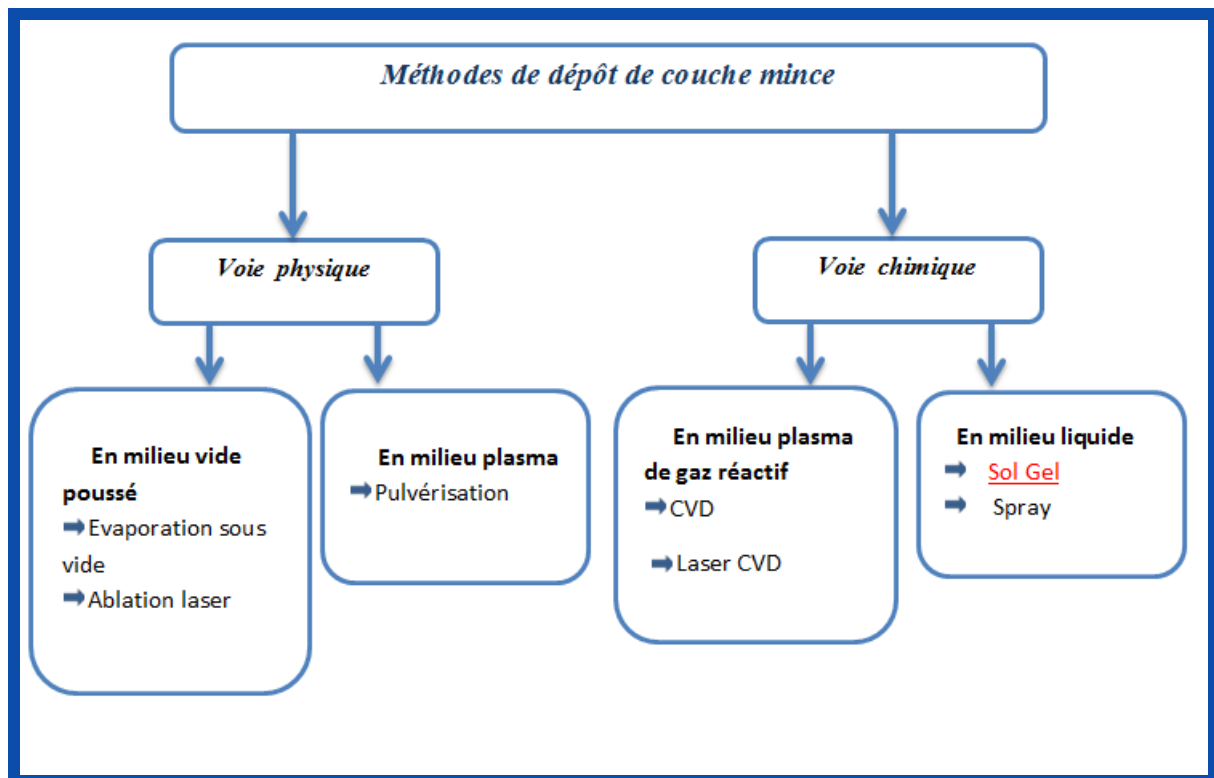 Méthodes de dépôt de couche mince
Voie physique
Voie chimique
En milieu vide
poussé
Evaporation sous
vide
Ablation laser
En milieu plasma
Pulvérisation
En milieu plasma
de gaz réactif
CVD
Laser CVD
En milieu liquide
Sol Gel
Spray